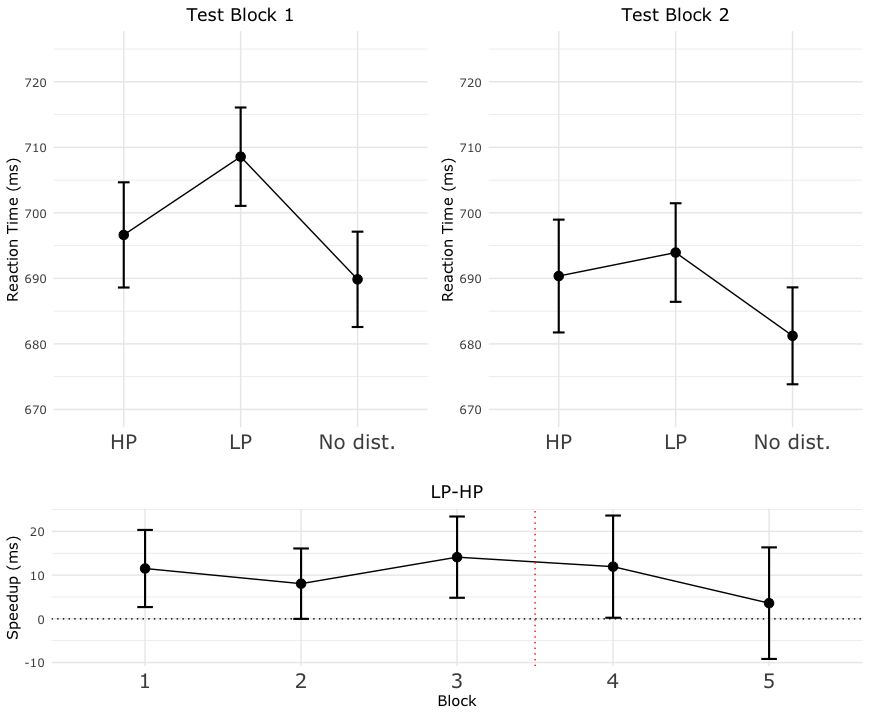 Test Block 1
Reaction Time (ms)
720
710
700
690
680
670
HP LP No dist.
Test Block 2
Reaction Time (ms)
720
710
700
690
680
670
HP LP No dist.
LP-HP
Speedup (ms)
20
10
0
-10
1 2 3 4 5
Block